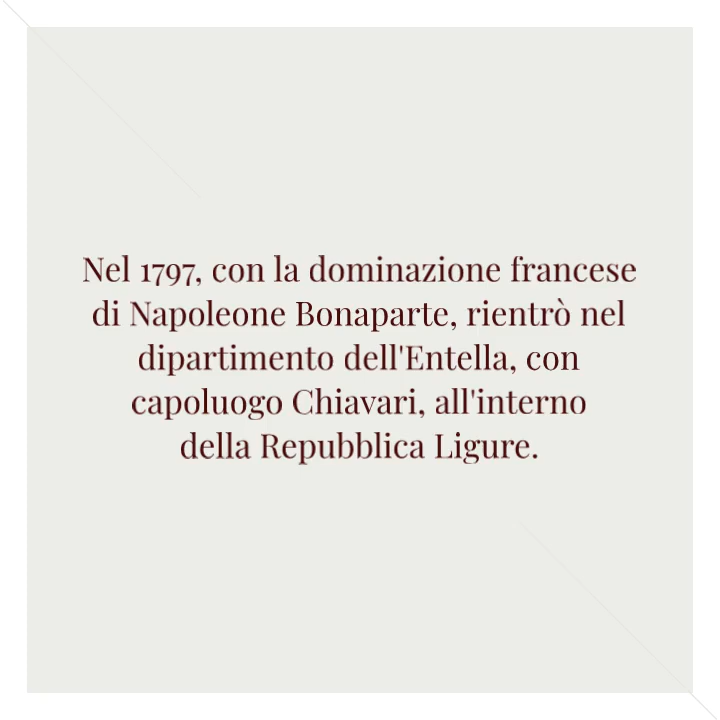 Nel 1797, con la dominazione francese
di Napoleone Bonaparte, rientrò nel
dipartimento dell'Entella, con
capoluogo Chiavari, all'interno
della Repubblica Ligure.